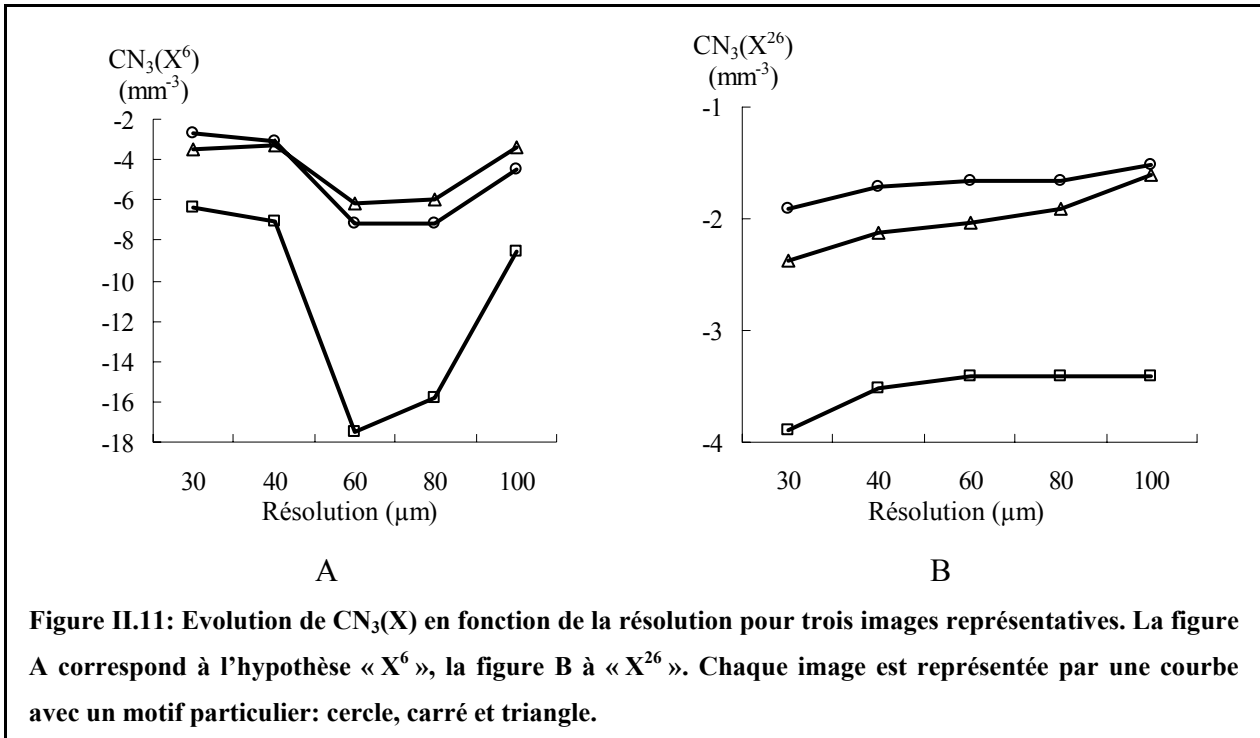 CN₃(X⁶)
(mm⁻³)
-2
-4
-6
-8
-10
-12
-14
-16
-18
30 40 60 80 100
Résolution (µm)
A
CN₃(X²⁶)
(mm⁻³)
-1
-2
-3
-4
30 40 60 80 100
Résolution (µm)
B
Figure II.11: Evolution de CN₃(X) en fonction de la résolution pour trois images représentatives. La figure
A correspond à l’hypothèse « X⁶ », la figure B à « X²⁶ ». Chaque image est représentée par une courbe
avec un motif particulier: cercle, carré et triangle.